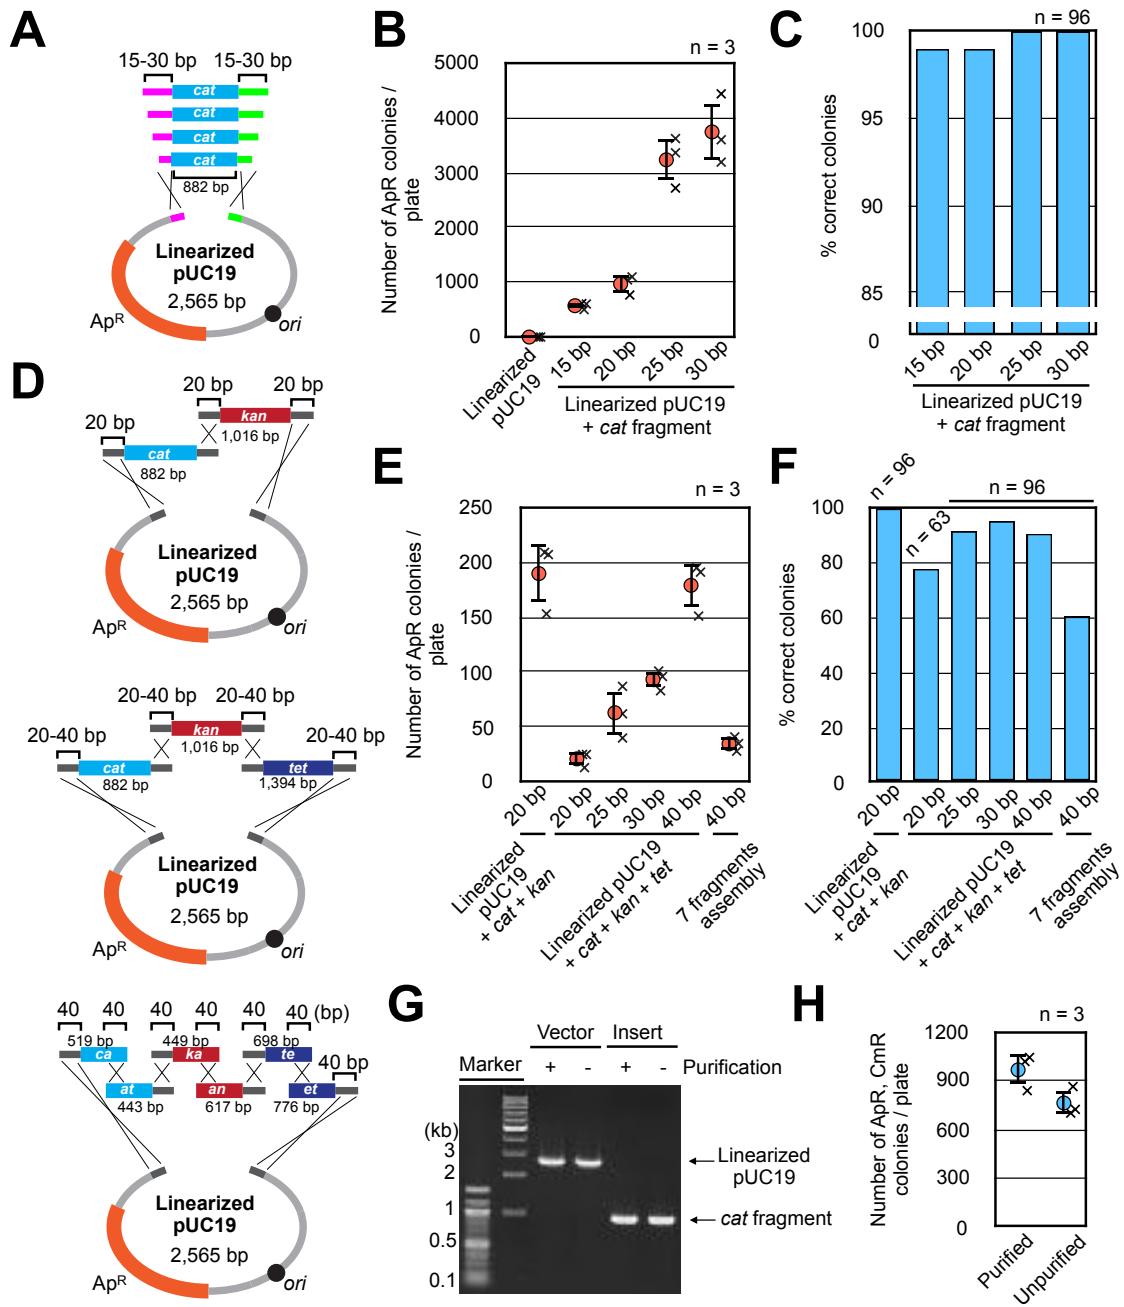 A
15-30 bp 15-30 bp
cat
cat
cat
cat
882 bp
Linearized
pUC19
2,565 bp
ApR
ori
B
n = 3
Number of ApR colonies /
plate
5000
4000
3000
2000
1000
0
Linearized
pUC19
15 bp
20 bp
25 bp
30 bp
Linearized pUC19
+ cat fragment
C
n = 96
% correct colonies
100
95
90
85
0
15 bp
20 bp
25 bp
30 bp
Linearized pUC19
+ cat fragment
D
20 bp 20 bp
kan
20 bp
1,016 bp
cat
882 bp
Linearized
pUC19
2,565 bp
ApR
ori
20-40 bp 20-40 bp
kan
20-40 bp 1,016 bp 20-40 bp
cat tet
882 bp 1,394 bp
Linearized
pUC19
2,565 bp
ApR
ori
40 40 40 40 40 40 (bp)
519 bp 449 bp 698 bp
ca ka te
40 bp
at an et
443 bp 617 bp 776 bp
Linearized
pUC19
2,565 bp
ApR
ori
E
n = 3
Number of ApR colonies /
plate
250
200
150
100
50
0
20 bp
20 bp
25 bp
30 bp
40 bp
40 bp
Linearized
pUC19
+ cat + kan
Linearized pUC19
+ cat + kan + tet
7 fragments
assembly
F
n = 96
n = 63
n = 96
% correct colonies
100
80
60
40
20
0
20 bp
20 bp
25 bp
30 bp
40 bp
40 bp
Linearized
pUC19
+ cat + kan
Linearized pUC19
+ cat + kan + tet
7 fragments
assembly
G
Vector Insert
Marker + - + - Purification
(kb)
3
2
1
0.5
0.1
Linearized
pUC19
cat fragment
H
n = 3
Number of ApR, CmR
colonies / plate
1200
900
600
300
0
Purified
Unpurified